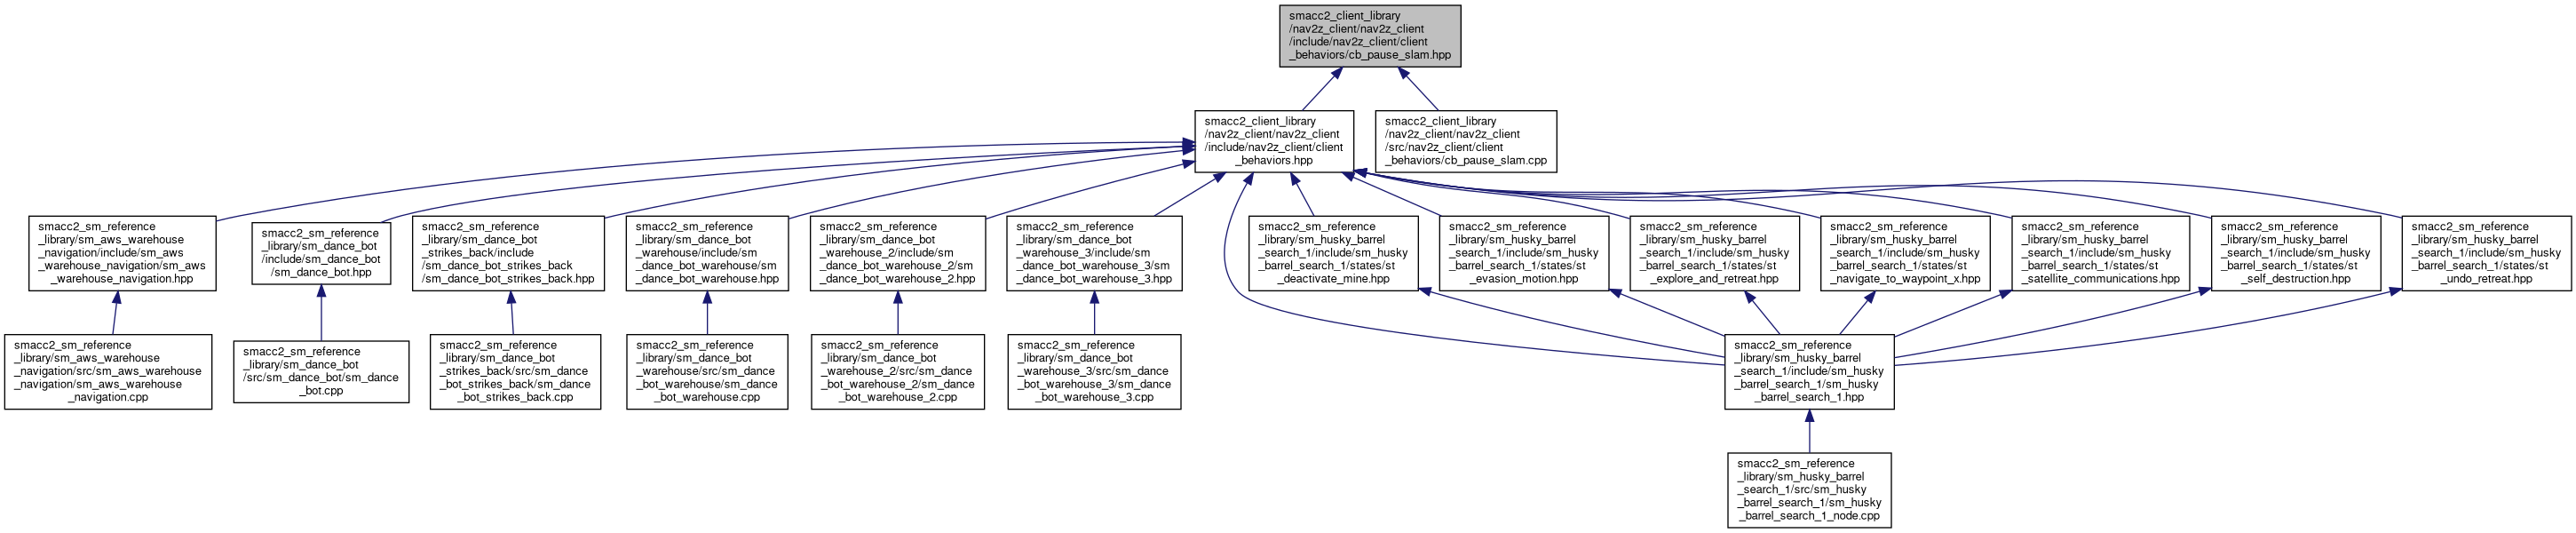 smacc2_client_library
/nav2z_client/nav2z_client
/include/nav2z_client/client
_behaviors/cb_pause_slam.hpp
smacc2_client_library
/nav2z_client/nav2z_client
/include/nav2z_client/client
_behaviors.hpp
smacc2_client_library
/nav2z_client/nav2z_client
/src/nav2z_client/client
_behaviors/cb_pause_slam.cpp
smacc2_sm_reference
_library/sm_aws_warehouse
_navigation/include/sm_aws
_warehouse_navigation/sm_aws
_warehouse_navigation.hpp
smacc2_sm_reference
_library/sm_dance_bot
/include/sm_dance_bot
/sm_dance_bot.hpp
smacc2_sm_reference
_library/sm_dance_bot
_strikes_back/include
/sm_dance_bot_strikes_back
/sm_dance_bot_strikes_back.hpp
smacc2_sm_reference
_library/sm_dance_bot
_warehouse/include/sm
_dance_bot_warehouse/sm
_dance_bot_warehouse.hpp
smacc2_sm_reference
_library/sm_dance_bot
_warehouse_2/include/sm
_dance_bot_warehouse_2/sm
_dance_bot_warehouse_2.hpp
smacc2_sm_reference
_library/sm_dance_bot
_warehouse_3/include/sm
_dance_bot_warehouse_3/sm
_dance_bot_warehouse_3.hpp
smacc2_sm_reference
_library/sm_husky_barrel
_search_1/include/sm_husky
_barrel_search_1/states/st
_deactivate_mine.hpp
smacc2_sm_reference
_library/sm_husky_barrel
_search_1/include/sm_husky
_barrel_search_1/states/st
_evasion_motion.hpp
smacc2_sm_reference
_library/sm_husky_barrel
_search_1/include/sm_husky
_barrel_search_1/states/st
_explore_and_retreat.hpp
smacc2_sm_reference
_library/sm_husky_barrel
_search_1/include/sm_husky
_barrel_search_1/states/st
_navigate_to_waypoint_x.hpp
smacc2_sm_reference
_library/sm_husky_barrel
_search_1/include/sm_husky
_barrel_search_1/states/st
_satellite_communications.hpp
smacc2_sm_reference
_library/sm_husky_barrel
_search_1/include/sm_husky
_barrel_search_1/states/st
_self_destruction.hpp
smacc2_sm_reference
_library/sm_husky_barrel
_search_1/include/sm_husky
_barrel_search_1/states/st
_undo_retreat.hpp
smacc2_sm_reference
_library/sm_aws_warehouse
_navigation/src/sm_aws_warehouse
_navigation/sm_aws_warehouse
_navigation.cpp
smacc2_sm_reference
_library/sm_dance_bot
/src/sm_dance_bot/sm_dance
_bot.cpp
smacc2_sm_reference
_library/sm_dance_bot
_strikes_back/src/sm_dance
_bot_strikes_back/sm_dance
_bot_strikes_back.cpp
smacc2_sm_reference
_library/sm_dance_bot
_warehouse/src/sm_dance
_bot_warehouse/sm_dance
_bot_warehouse.cpp
smacc2_sm_reference
_library/sm_dance_bot
_warehouse_2/src/sm_dance
_bot_warehouse_2/sm_dance
_bot_warehouse_2.cpp
smacc2_sm_reference
_library/sm_dance_bot
_warehouse_3/src/sm_dance
_bot_warehouse_3/sm_dance
_bot_warehouse_3.cpp
smacc2_sm_reference
_library/sm_husky_barrel
_search_1/include/sm_husky
_barrel_search_1/sm_husky
_barrel_search_1.hpp
smacc2_sm_reference
_library/sm_husky_barrel
_search_1/src/sm_husky
_barrel_search_1/sm_husky
_barrel_search_1_node.cpp